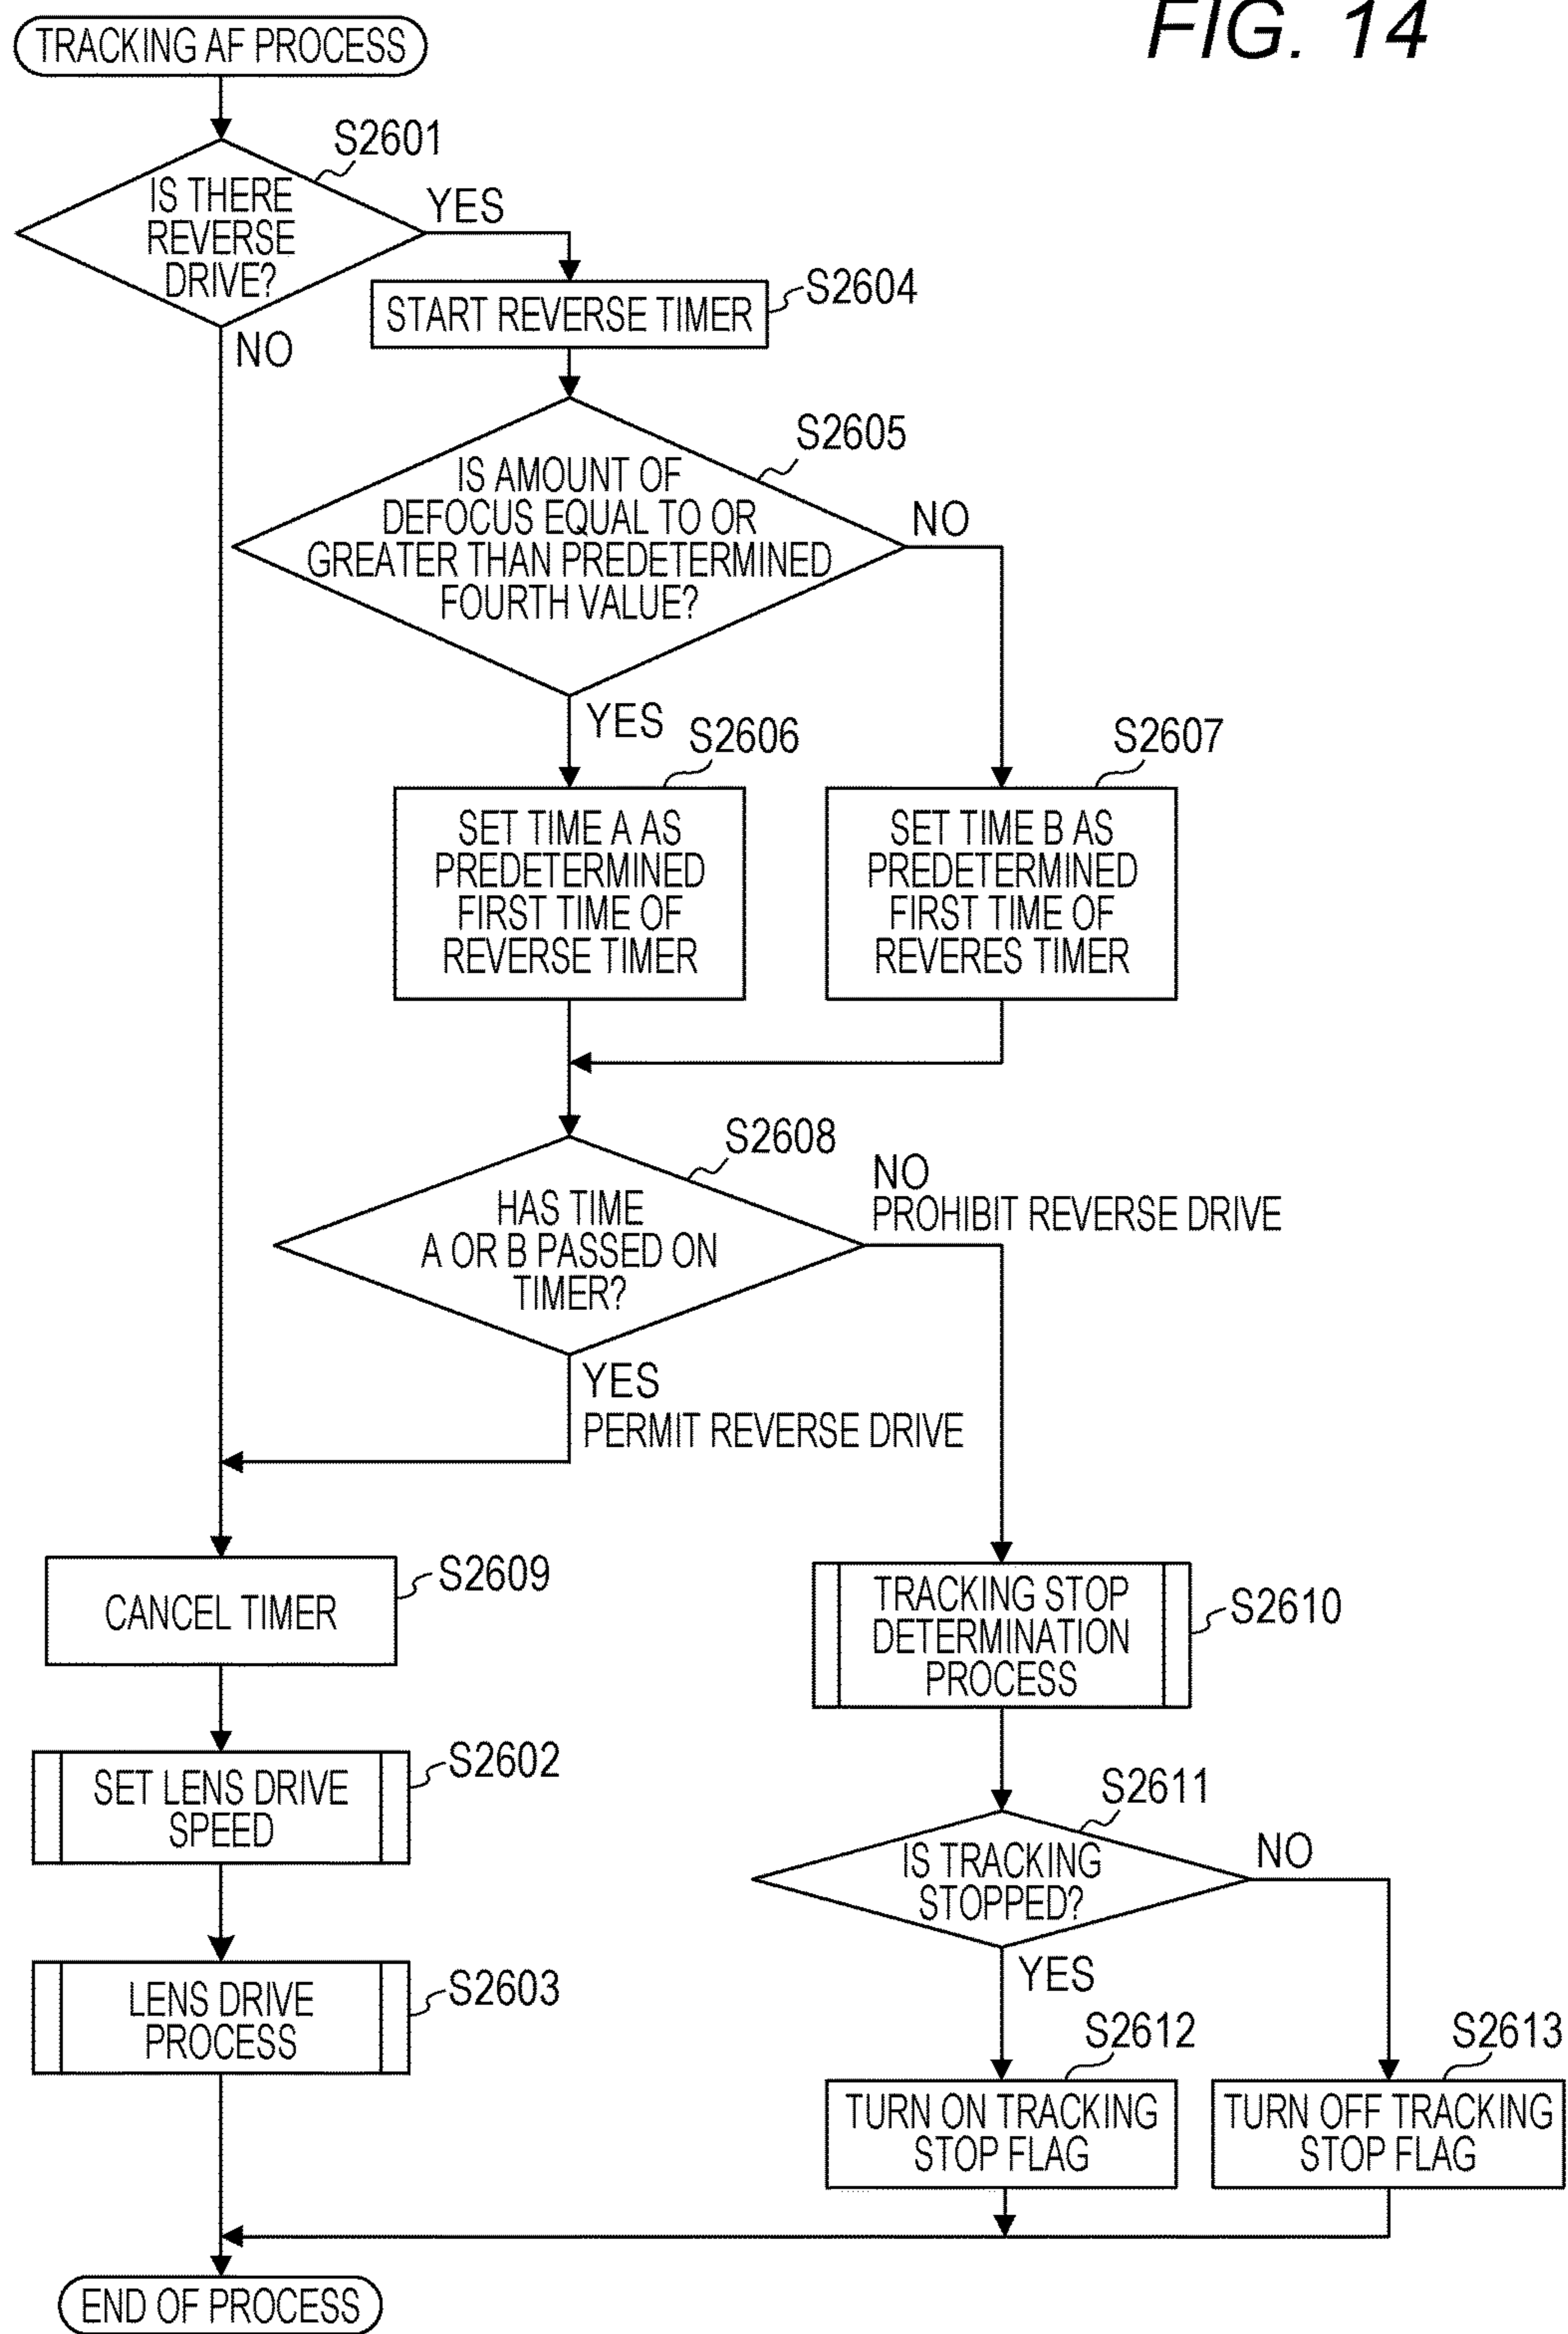 FIG. 14
TRACKING AF PROCESS
S2601
IS THERE
REVERSE
DRIVE?
YES
NO
START REVERSE TIMER
S2604
S2605
IS AMOUNT OF
DEFOCUS EQUAL TO OR
GREATER THAN PREDETERMINED
FOURTH VALUE?
NO
YES
S2606
SET TIME A AS
PREDETERMINED
FIRST TIME OF
REVERSE TIMER
S2607
SET TIME B AS
PREDETERMINED
FIRST TIME OF
REVERES TIMER
S2608
HAS TIME
A OR B PASSED ON
TIMER?
NO
PROHIBIT REVERSE DRIVE
YES
PERMIT REVERSE DRIVE
CANCEL TIMER
S2609
SET LENS DRIVE
SPEED
S2602
LENS DRIVE
PROCESS
S2603
TRACKING STOP
DETERMINATION
PROCESS
S2610
S2611
IS TRACKING
STOPPED?
NO
YES
S2612
TURN ON TRACKING
STOP FLAG
S2613
TURN OFF TRACKING
STOP FLAG
END OF PROCESS